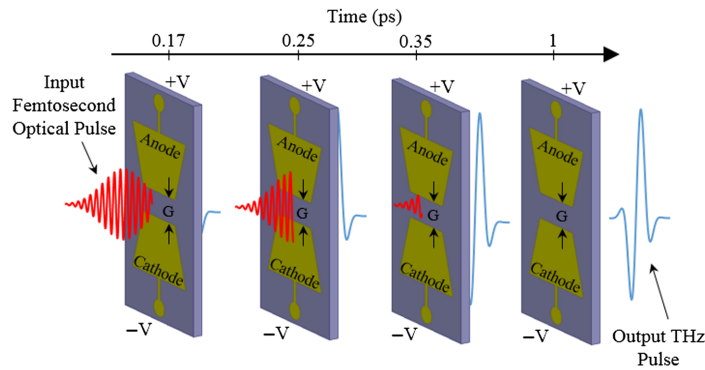 Time (ps)
0.17 0.25 0.35 1
Input
Femtosecond
Optical Pulse
+V +V +V +V
Anode Anode Anode Anode
G G G G
Cathode Cathode Cathode Cathode
−V −V −V −V
Output THz
Pulse